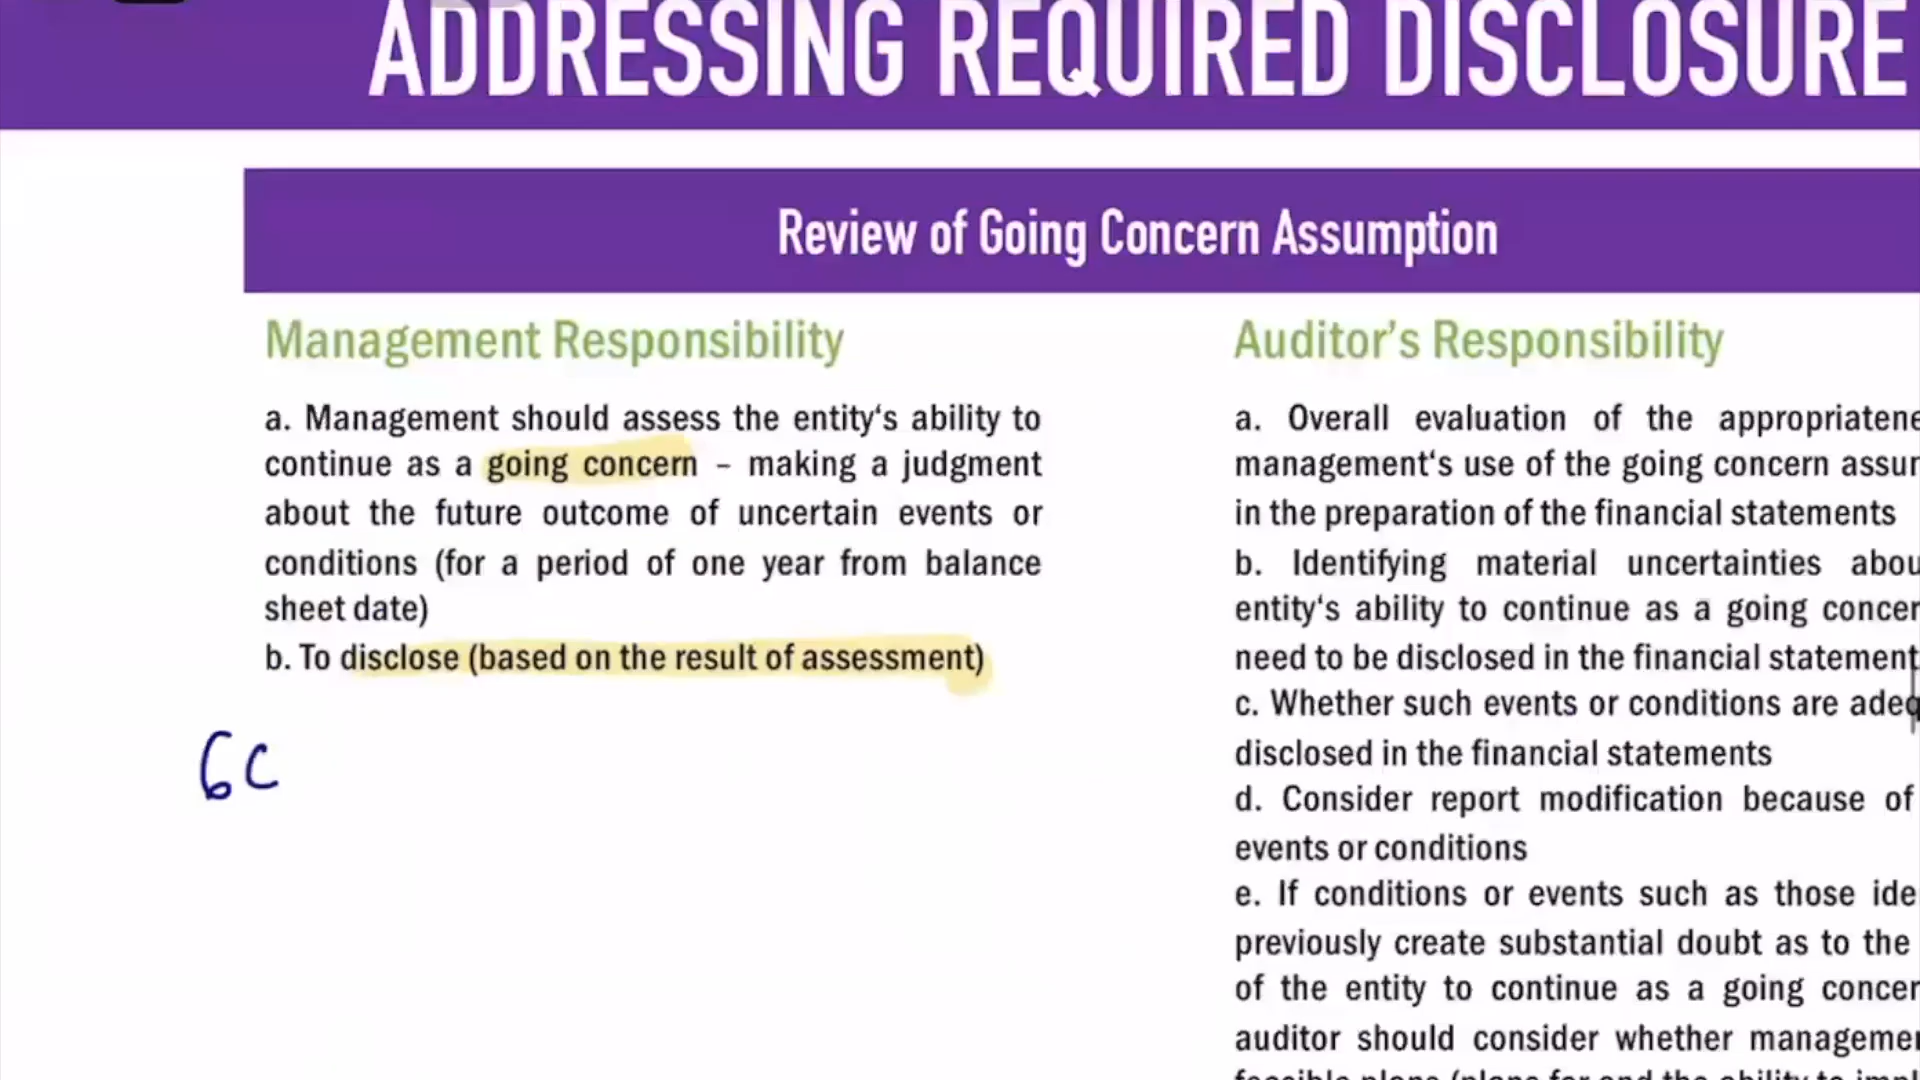 ADDRESSING REQUIRED DISCLOSURE
Review of Going Concern Assumption
Management Responsibility
a. Management should assess the entity‘s ability to
continue as a going concern – making a judgment
about the future outcome of uncertain events or
conditions (for a period of one year from balance
sheet date)
b. To disclose (based on the result of assessment)
GC
Auditor’s Responsibility
a. Overall evaluation of the
management‘s use of the going concern
in the preparation of the financial statements
b. Identifying material uncertainties
entity‘s ability to continue as a going
need to be disclosed in the financial
c. Whether such events or conditions are
disclosed in the financial statements
d. Consider report modification because of
events or conditions
e. If conditions or events such as those
previously create substantial doubt as to the
of the entity to continue as a going
auditor should consider whether